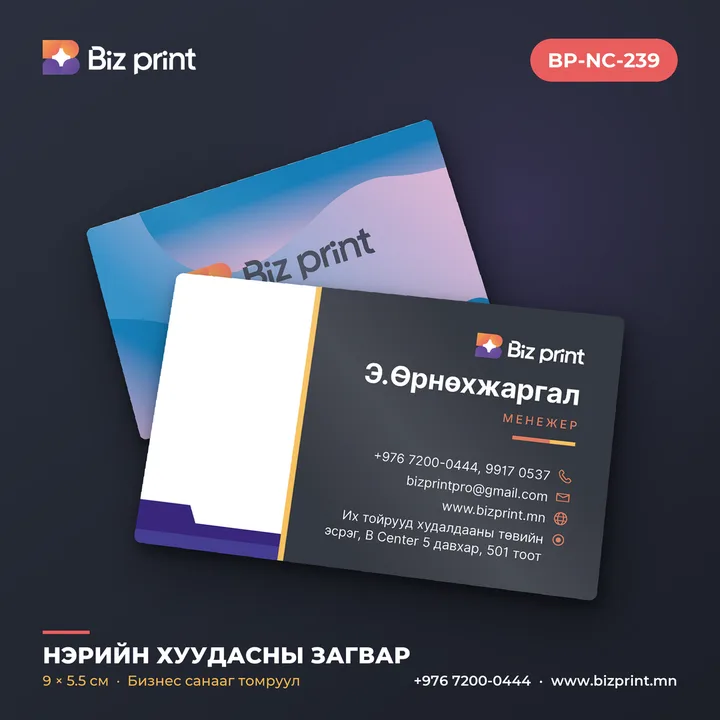 Biz print
BP-NC-239
Biz print
Biz print
Э.Өрнөхжаргал
МЕНЕЖЕР
+976 7200-0444, 9917 0537
bizprintpro@gmail.com
www.bizprint.mn
Их тойрууд худалдааны төвийн
эсрэг, B Center 5 давхар, 501 тоот
НЭРИЙН ХУУДАСНЫ ЗАГВАР
9 × 5.5 см · Бизнес санааг томруул
+976 7200-0444 · www.bizprint.mn